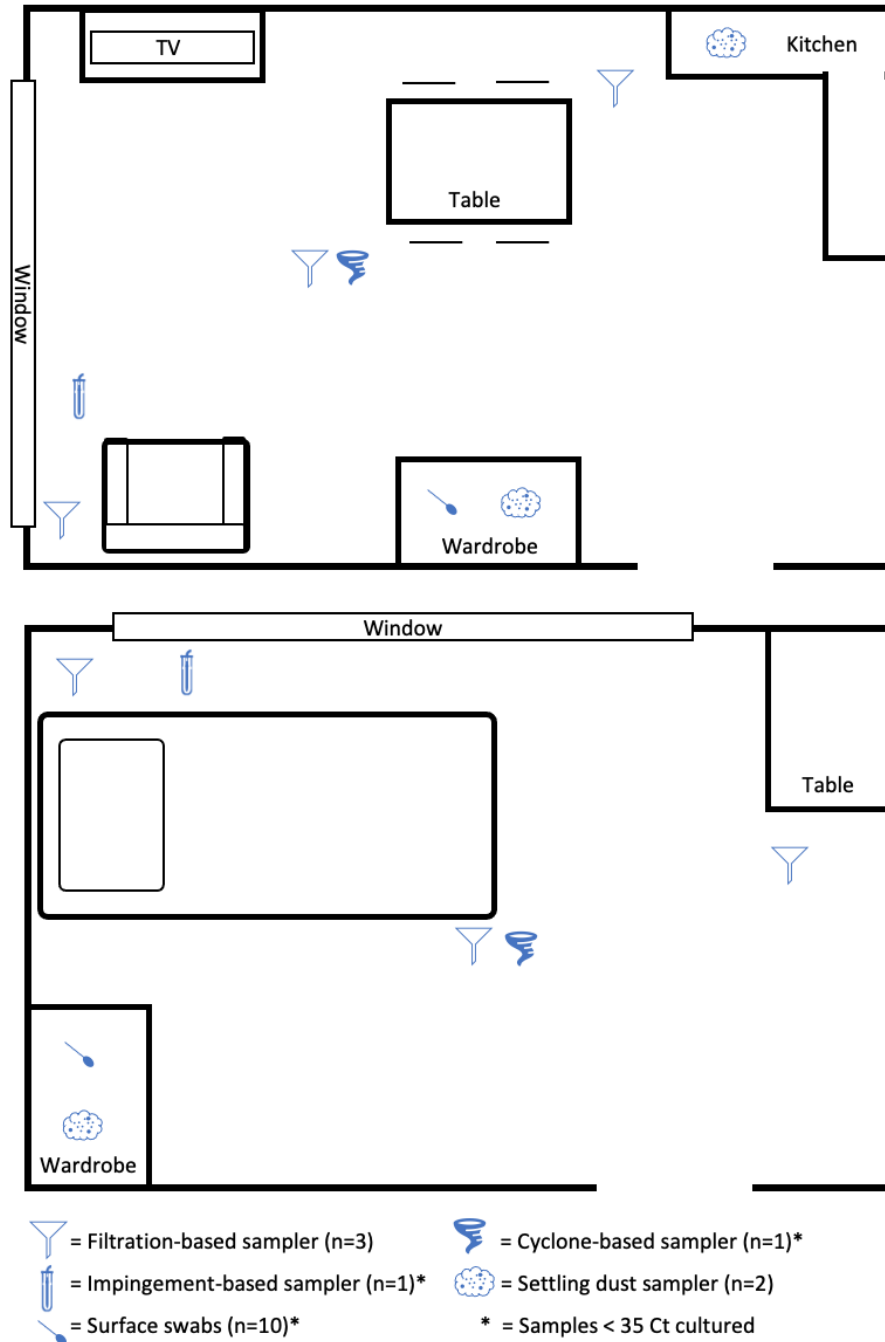 TV
Kitchen
Table
Window
Wardrobe
Window
Table
Wardrobe
= Filtration-based sampler (n=3)
= Cyclone-based sampler (n=1)*
= Impingement-based sampler (n=1)*
= Settling dust sampler (n=2)
= Surface swabs (n=10)*
* = Samples < 35 Ct cultured